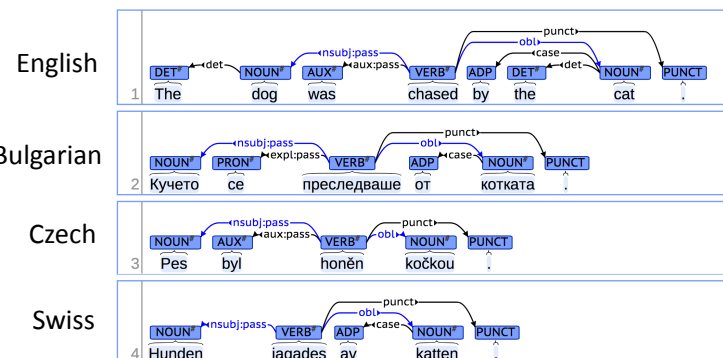 English
punct
obl
nsubj:pass case
det aux:pass det
DET# NOUN# AUX# VERB# ADP DET# NOUN# PUNCT
1 The dog was chased by the cat .
Bulgarian
punct
nsubj:pass obl
expl:pass case
NOUN# PRON# VERB# ADP NOUN# PUNCT
2 Кучето се преследваше от котката .
Czech
nsubj:pass punct
aux:pass obl
NOUN# AUX# VERB# NOUN# PUNCT
3 Pes byl honěn kočkou .
Swiss
punct
obl
nsubj:pass case
NOUN# VERB# ADP NOUN# PUNCT
4 Hunden jagades av katten .